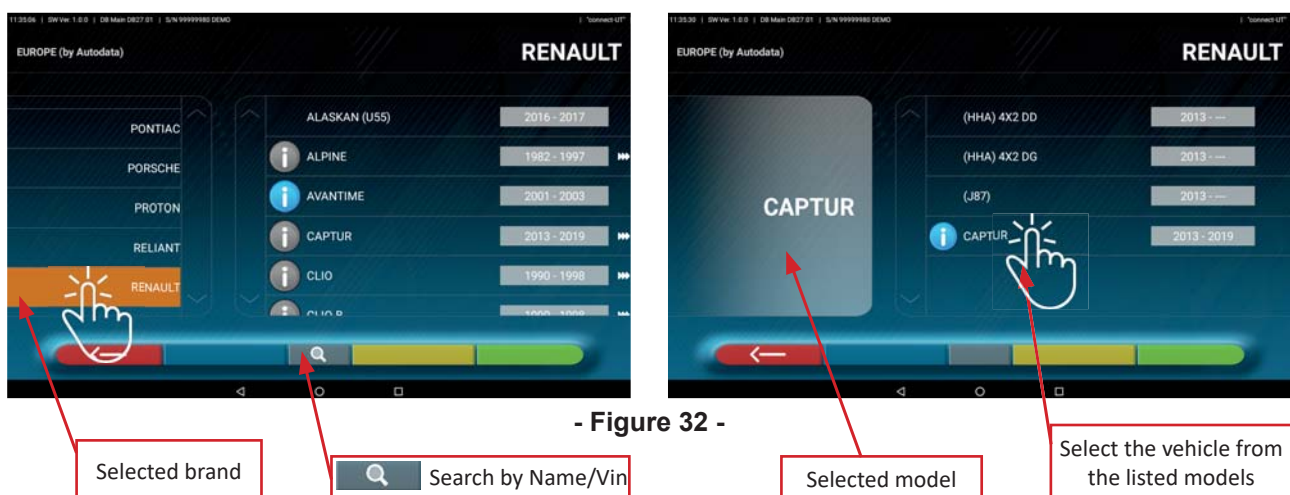 11:35:06 | SW Ver: 1.0.0 | DB Main DB27.01 | S/N 99999980 DEMO | "connect-UT"
EUROPE (by Autodata)
RENAULT
PONTIAC
PORSCHE
PROTON
RELIANT
RENAULT
ALASKAN (U55) 2016 - 2017
ALPINE 1982 - 1997
AVANTIME 2001 - 2003
CAPTUR 2013 - 2019
CLIO 1990 - 1998
11:35:30 | SW Ver: 1.0.0 | DB Main DB27.01 | S/N 99999980 DEMO | "connect-UT"
EUROPE (by Autodata)
RENAULT
CAPTUR
(HHA) 4X2 DD 2013 - ---
(HHA) 4X2 DG 2013 - ---
(J87) 2013 - ---
CAPTUR 2013 - 2019
- Figure 32 -
Selected brand
Search by Name/Vin
Selected model
Select the vehicle from
the listed models